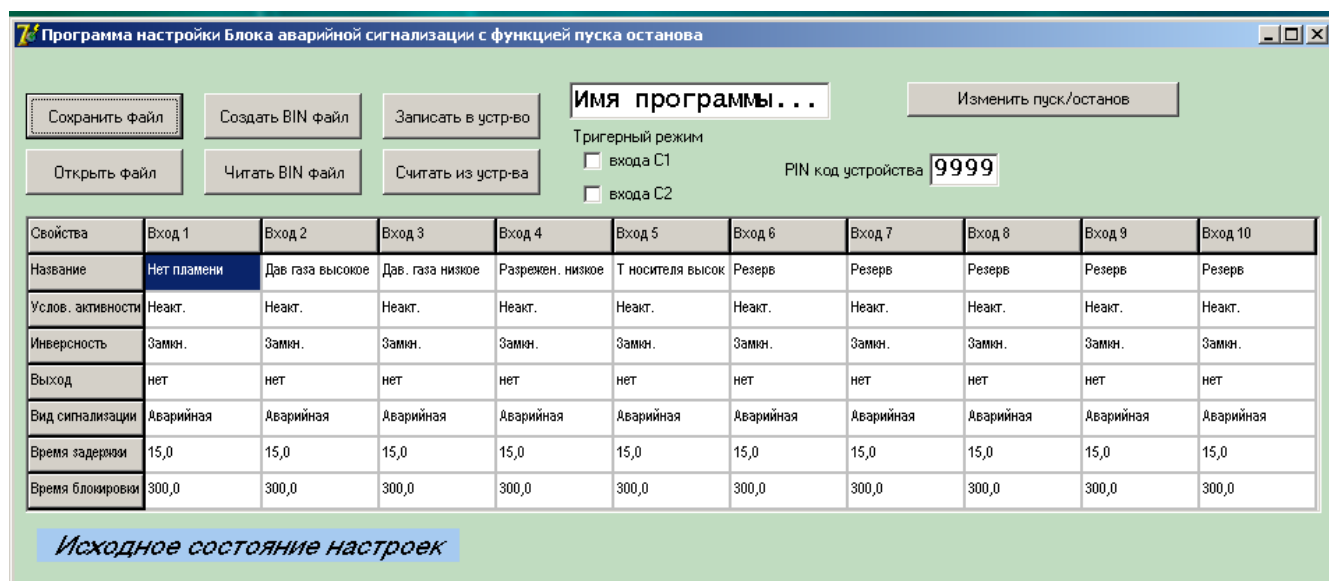 Программа настройки Блока аварийной сигнализации с функцией пуска останова
Сохранить файл Создать BIN файл Записать в устр-во Имя программы... Изменить пуск/останов
Тригерный режим
Открыть файл Читать BIN файл Считать из устр-ва входа С1 PIN код устройства 9999
входа С2
Свойства Вход 1 Вход 2 Вход 3 Вход 4 Вход 5 Вход 6 Вход 7 Вход 8 Вход 9 Вход 10
Название Нет пламени Дав газа высокое Дав. газа низкое Разрежен. низкое Т носителя высок Резерв Резерв Резерв Резерв Резерв
Услов. активности Неакт. Неакт. Неакт. Неакт. Неакт. Неакт. Неакт. Неакт. Неакт. Неакт.
Инверсность Замкн. Замкн. Замкн. Замкн. Замкн. Замкн. Замкн. Замкн. Замкн. Замкн.
Выход нет нет нет нет нет нет нет нет нет нет
Вид сигнализации Аварийная Аварийная Аварийная Аварийная Аварийная Аварийная Аварийная Аварийная Аварийная Аварийная
Время задержки 15,0 15,0 15,0 15,0 15,0 15,0 15,0 15,0 15,0 15,0
Время блокировки 300,0 300,0 300,0 300,0 300,0 300,0 300,0 300,0 300,0 300,0
Исходное состояние настроек